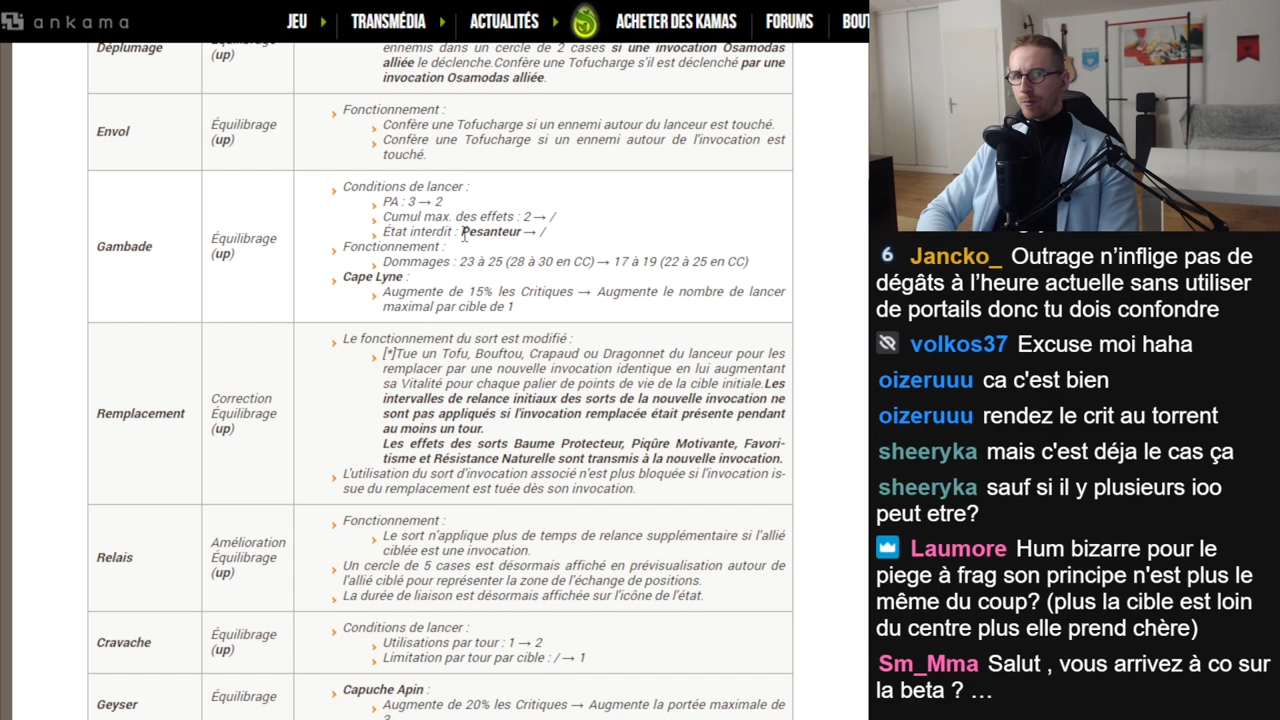 ankama
JEU
TRANSMÉDIA
ACTUALITÉS
ACHETER DES KAMAS
FORUMS
BOUT
Déplumage
Équilibrage
(up)
ennemis dans un cercle de 2 cases si une invocation Osamodas
alliée le déclenche.Confère une Tofucharge s'il est déclenché par une
invocation Osamodas alliée.
Envol
Équilibrage
(up)
Fonctionnement :
Confère une Tofucharge si un ennemi autour du lanceur est touché.
Confère une Tofucharge si un ennemi autour de l'invocation est
touché.
Gambade
Équilibrage
(up)
Conditions de lancer :
PA : 3 → 2
Cumul max. des effets : 2 → /
État interdit : Pesanteur → /
Fonctionnement :
Dommages : 23 à 25 (28 à 30 en CC) → 17 à 19 (22 à 25 en CC)
Cape Lyne :
Augmente de 15% les Critiques → Augmente le nombre de lancer
maximal par cible de 1
Remplacement
Correction
Équilibrage
(up)
Le fonctionnement du sort est modifié :
[*]Tue un Tofu, Bouftou, Crapaud ou Dragonnet du lanceur pour les
remplacer par une nouvelle invocation identique en lui augmentant
sa Vitalité pour chaque palier de points de vie de la cible initiale.Les
intervalles de relance initiaux des sorts de la nouvelle invocation ne
sont pas appliqués si l'invocation remplacée était présente pendant
au moins un tour.
Les effets des sorts Baume Protecteur, Piqûre Motivante, Favori-
tisme et Résistance Naturelle sont transmis à la nouvelle invocation.
L'utilisation du sort d'invocation associé n'est plus bloquée si l'invocation is-
sue du remplacement est tuée dès son invocation.
Relais
Amélioration
Équilibrage
(up)
Fonctionnement :
Le sort n'applique plus de temps de relance supplémentaire si l'allié
ciblée est une invocation.
Un cercle de 5 cases est désormais affiché en prévisualisation autour de
l'allié ciblé pour représenter la zone de l'échange de positions.
La durée de liaison est désormais affichée sur l'icône de l'état.
Cravache
Équilibrage
(up)
Conditions de lancer :
Utilisations par tour : 1 → 2
Limitation par tour par cible : / → 1
Geyser
Équilibrage
Capuche Apin :
Augmente de 20% les Critiques → Augmente la portée maximale de
6 Jancko_ Outrage n'inflige pas de
dégâts à l'heure actuelle sans utiliser
de portails donc tu dois confondre
volkos37 Excuse moi haha
oizeruuu ca c'est bien
oizeruuu rendez le crit au torrent
sheeryka mais c'est déja le cas ça
sheeryka sauf si il y plusieurs ioo
peut etre?
Laumore Hum bizarre pour le
piege à frag son principe n'est plus le
même du coup? (plus la cible est loin
du centre plus elle prend chère)
Sm_Mma Salut , vous arrivez à co sur
la beta ? …